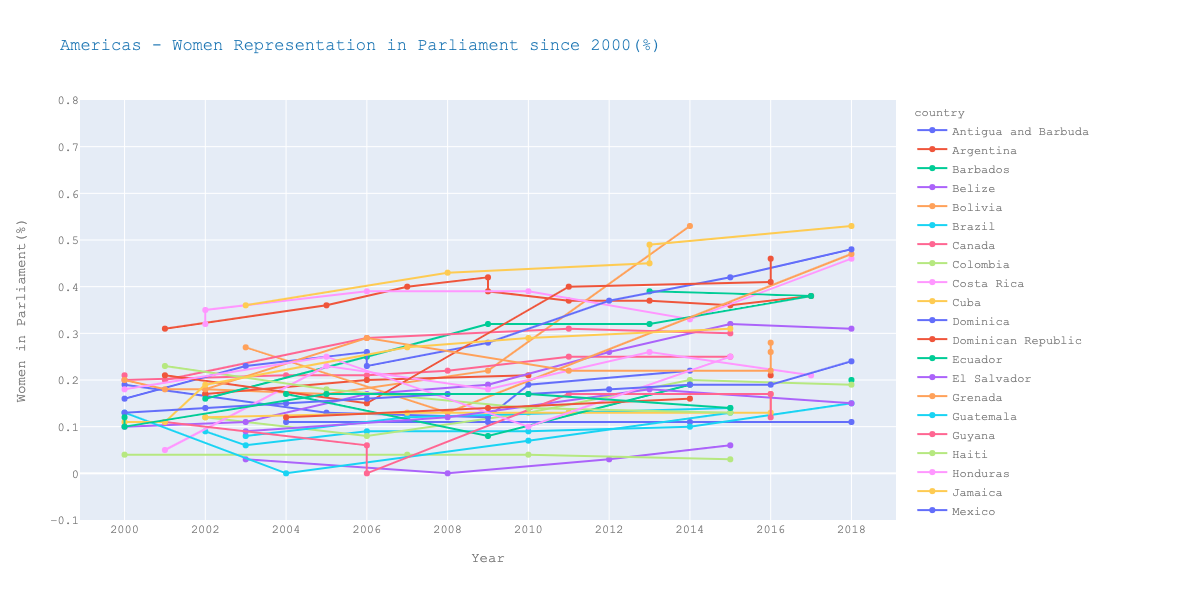 Americas - Women Representation in Parliament since 2000(%)
0.8
0.7
0.6
0.5
0.4
0.3
0.2
0.1
0
−0.1
Women in Parliament(%)
2000 2002 2004 2006 2008 2010 2012 2014 2016 2018
Year
country
Antigua and Barbuda
Argentina
Barbados
Belize
Bolivia
Brazil
Canada
Colombia
Costa Rica
Cuba
Dominica
Dominican Republic
Ecuador
El Salvador
Grenada
Guatemala
Guyana
Haiti
Honduras
Jamaica
Mexico